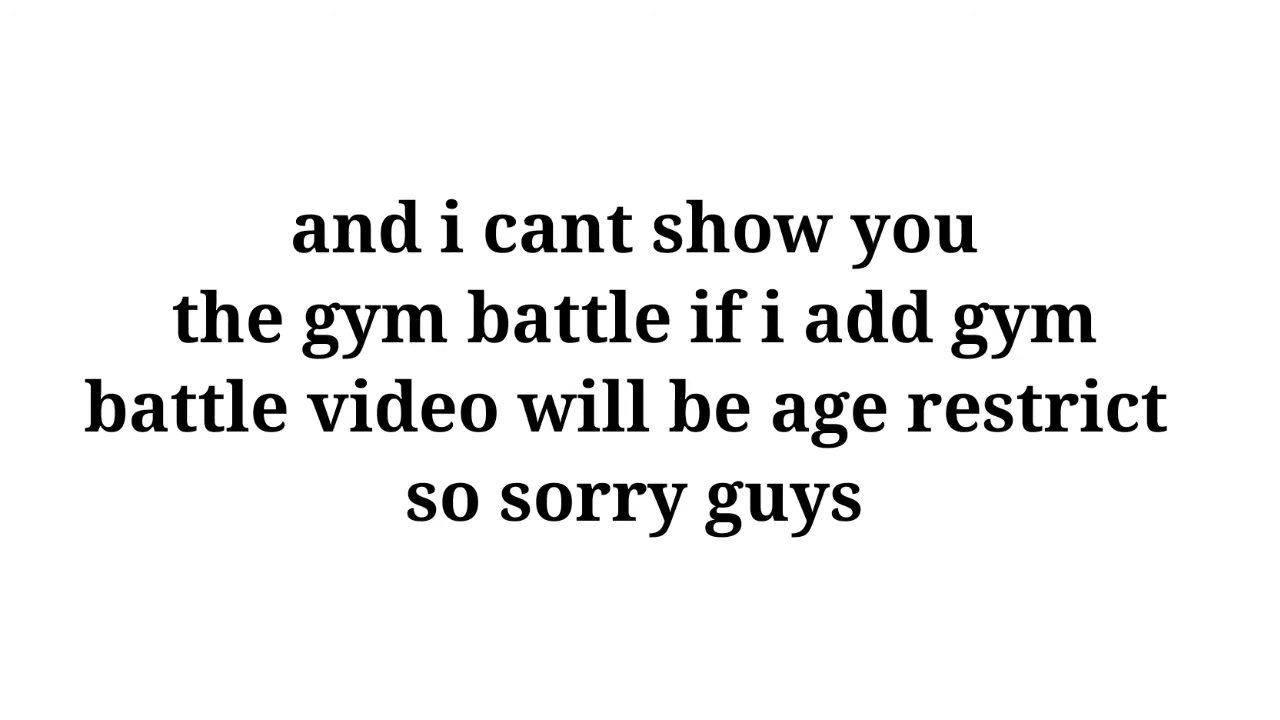 and i cant show you
the gym battle if i add gym
battle video will be age restrict
so sorry guys